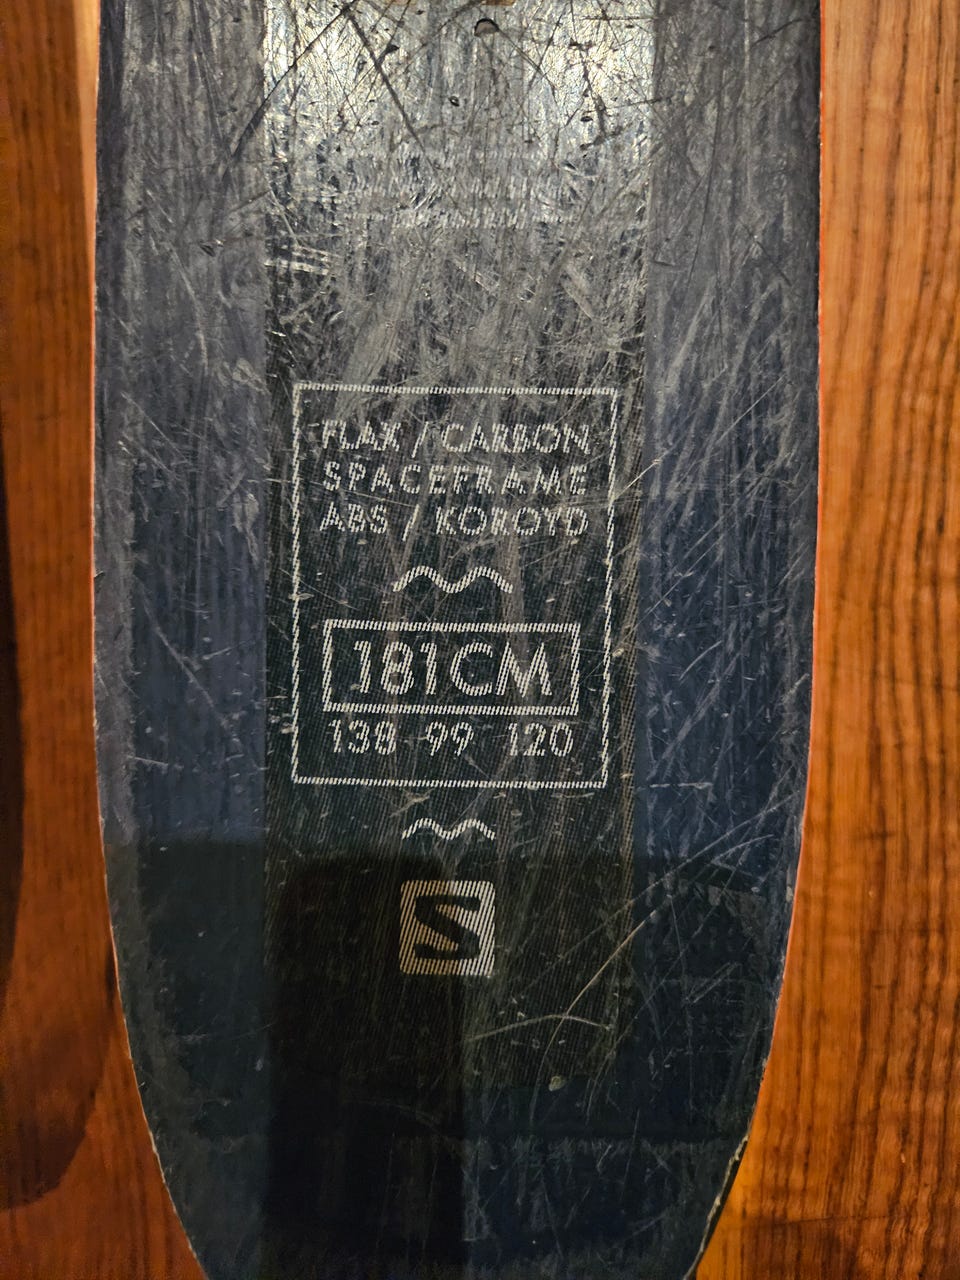 FLAX / CARBON
SPACEFRAME
ABS / KOROYD
181CM
138 99 120
S